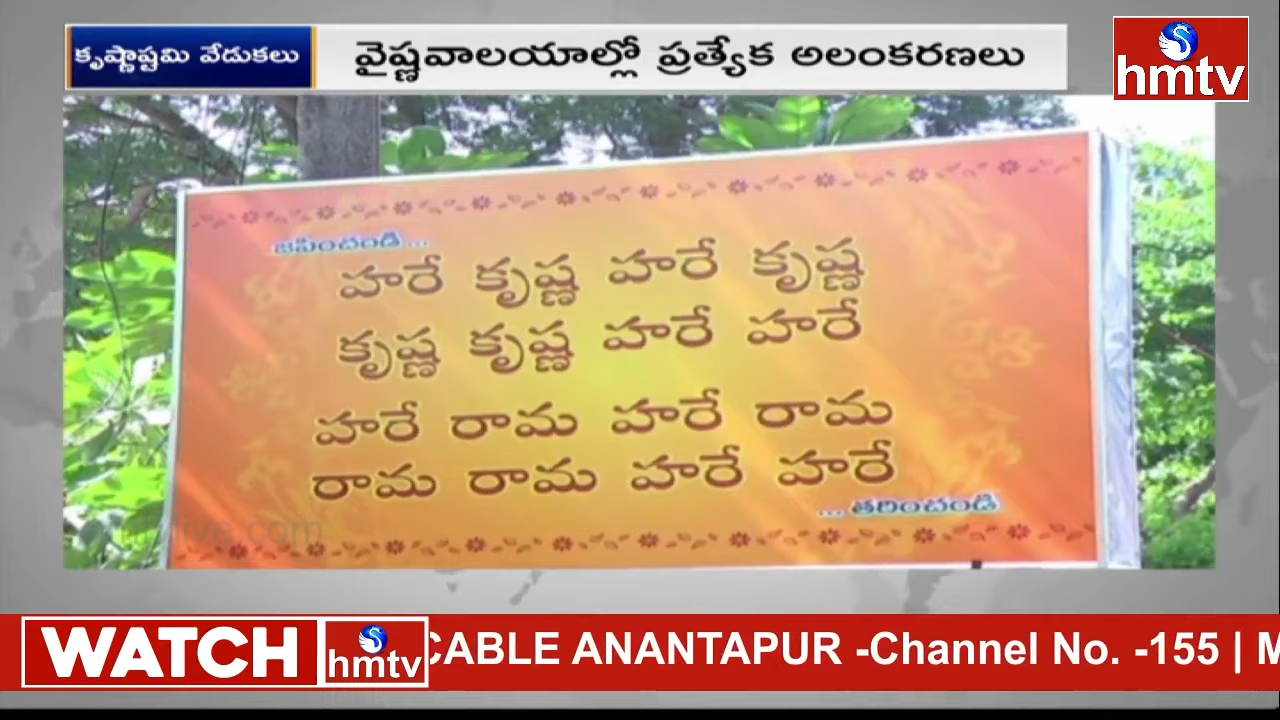 కృష్ణాష్టమి వేడుకలు
వైష్ణవాలయాల్లో ప్రత్యేక అలంకరణలు
hmtv
జపించండి...
హరే కృష్ణ హరే కృష్ణ
కృష్ణ కృష్ణ హరే హరే
హరే రామ హరే రామ
రామ రామ హరే హరే
... తరించండి
WATCH hmtv CABLE ANANTAPUR -Channel No. -155 |